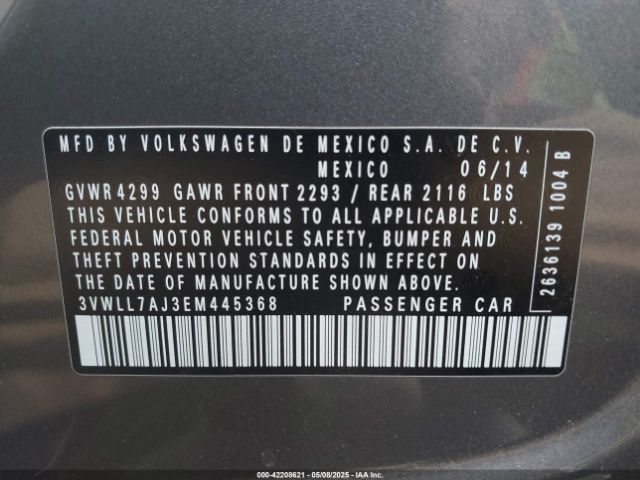 MFD BY VOLKSWAGEN DE MEXICO S.A. DE C.V.
MEXICO 06/14
GVWR 4299 GAWR FRONT 2293 / REAR 2116 LBS
THIS VEHICLE CONFORMS TO ALL APPLICABLE U.S.
FEDERAL MOTOR VEHICLE SAFETY, BUMPER AND
THEFT PREVENTION STANDARDS IN EFFECT ON
THE DATE OF MANUFACTURE SHOWN ABOVE.
3VWLL7AJ3EM445368 PASSENGER CAR
2636139 1004 B
000-42208621 - 05/08/2025 - IAA Inc.